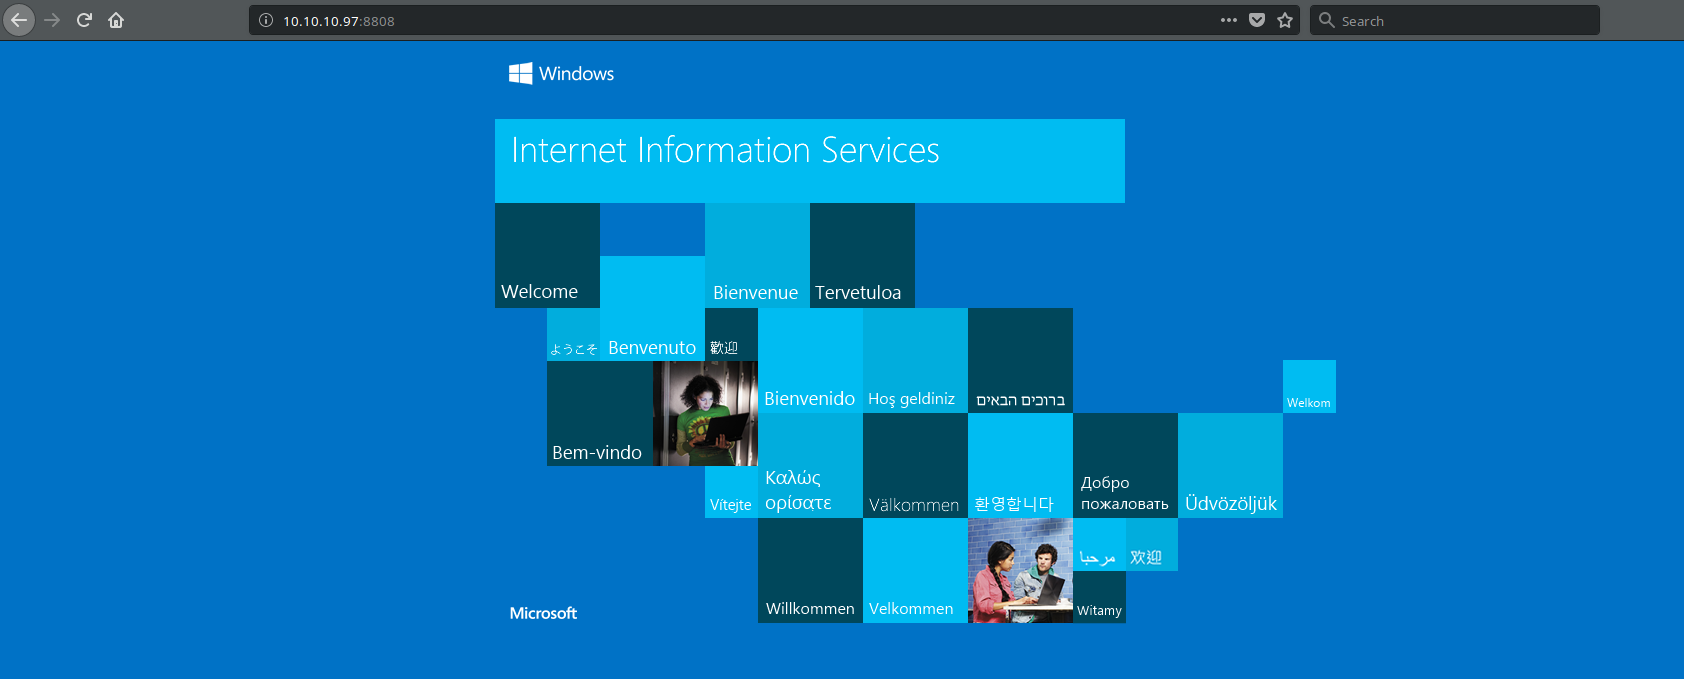 10.10.10.97:8808
Search
Windows
Internet Information Services
Welcome
Bienvenue
Tervetuloa
ようこそ
Benvenuto
歡迎
Bienvenido
Hoş geldiniz
ברוכים הבאים
Welkom
Bem-vindo
Vítejte
Καλώς
ορίσατε
Välkommen
환영합니다
Добро
пожаловать
Üdvözöljük
مرحبا
欢迎
Willkommen
Velkommen
Witamy
Microsoft